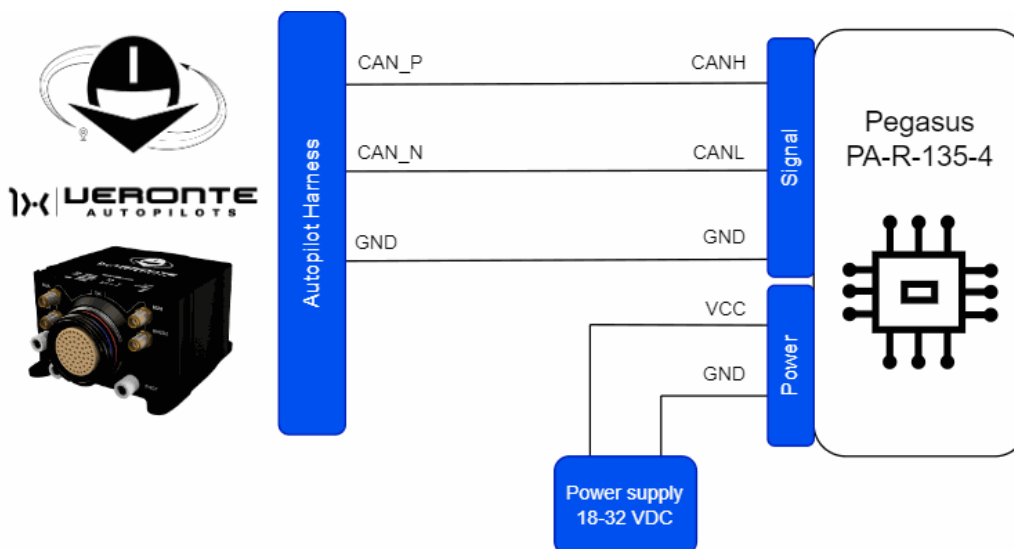 VERONTE
AUTOPILOTS
Autopilot Harness
CAN_P
CANH
CAN_N
CANL
GND
GND
Signal
VCC
GND
Power
Pegasus
PA-R-135-4
Power supply
18-32 VDC